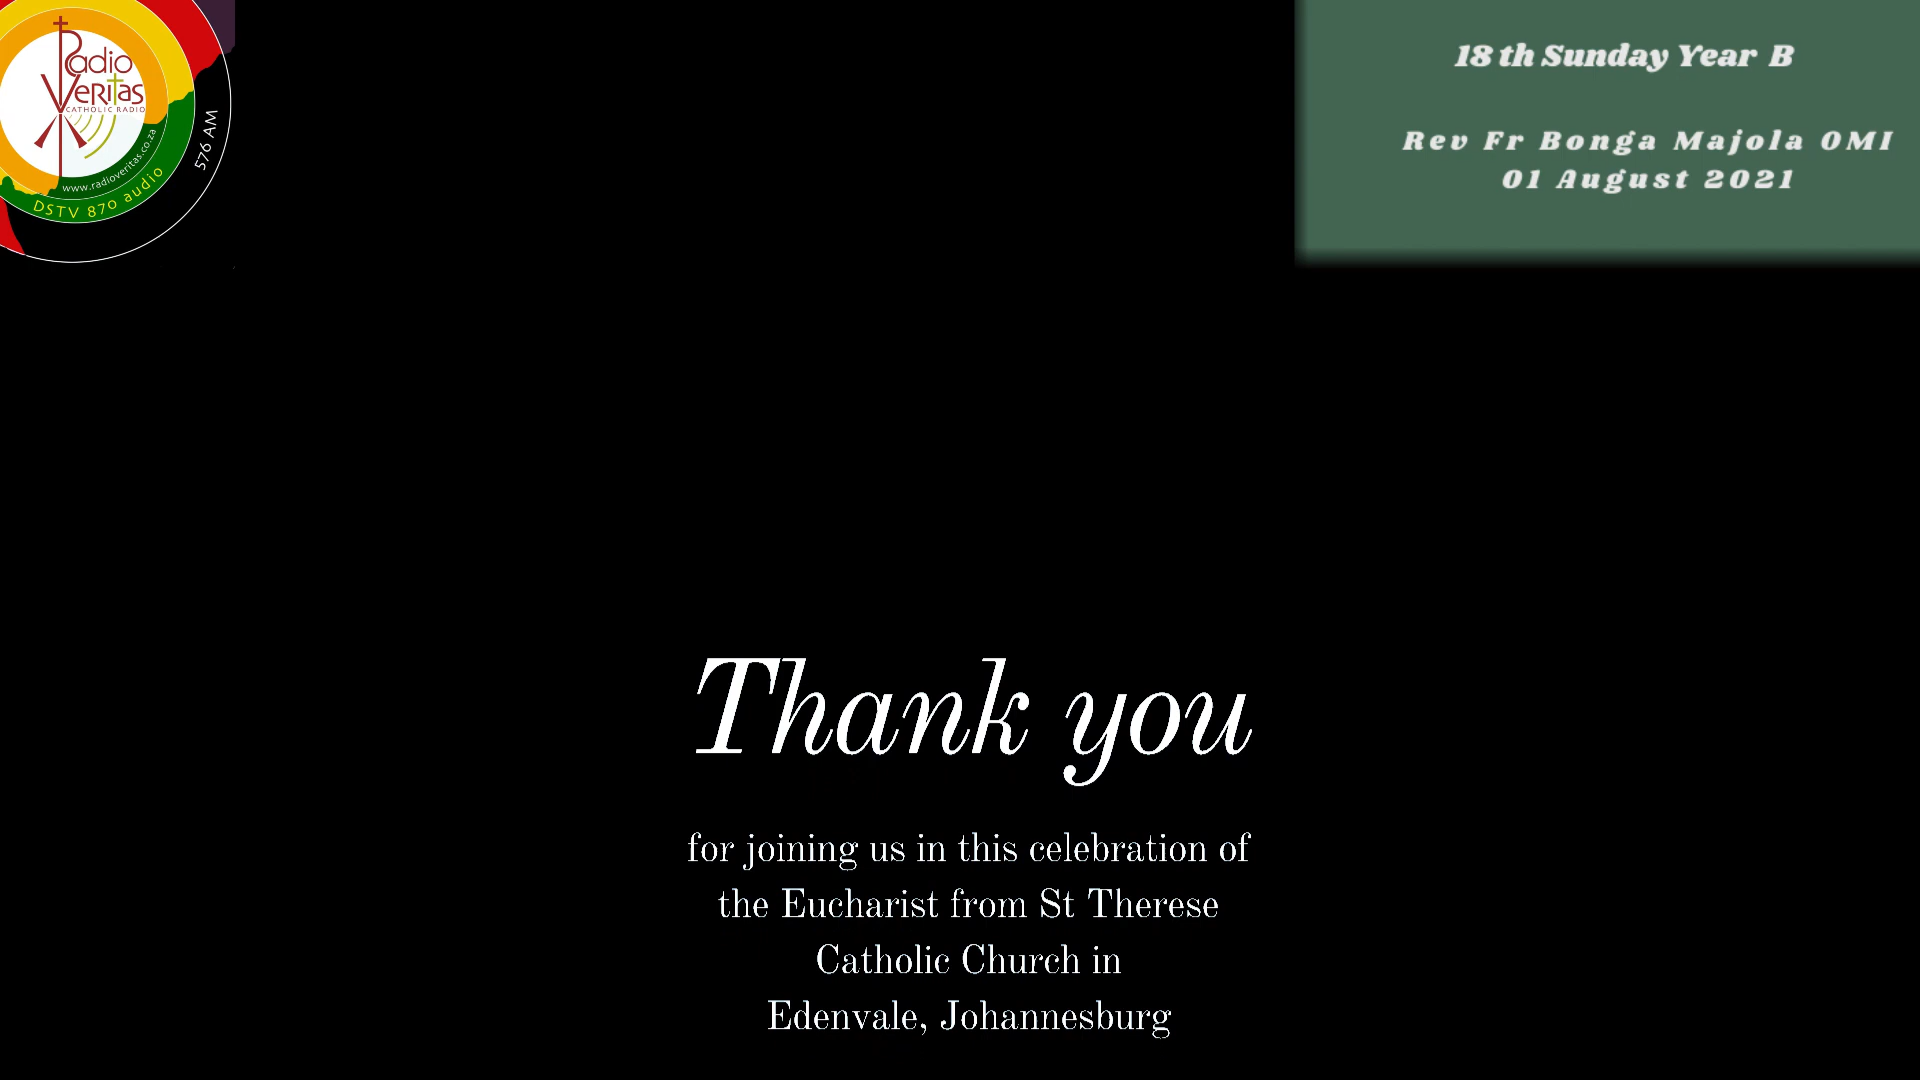 Radio
Veritas
CATHOLIC RADIO
www.radioveritas.co.za
DSTV 870 audio
576 AM
18 th Sunday Year B
Rev Fr Bonga Majola OMI
01 August 2021
Thank you
for joining us in this celebration of
the Eucharist from St Therese
Catholic Church in
Edenvale, Johannesburg